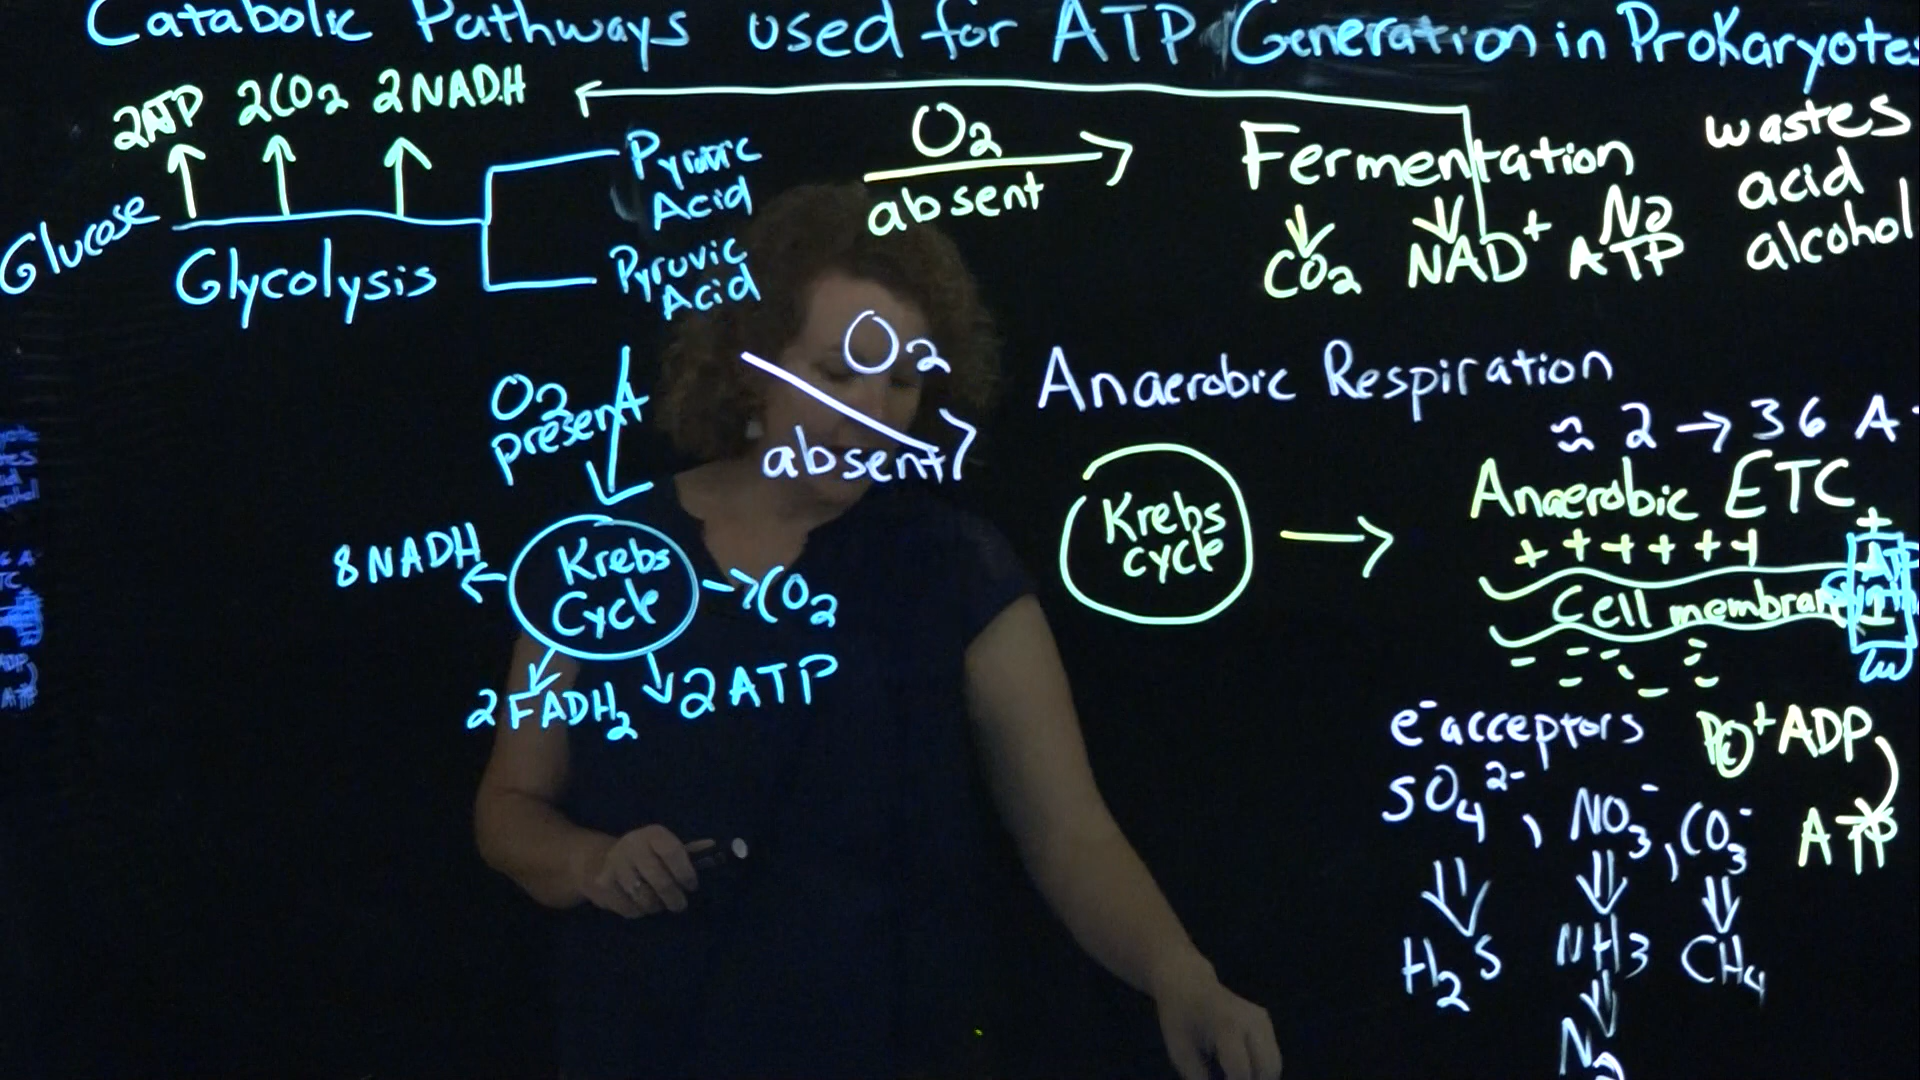 Catabolic Pathways used for ATP Generation in Prokaryotes
2ATP 2CO2 2NADH
Glucose
Glycolysis
Pyruvic
Acid
Pyruvic
Acid
O2
absent
Fermentation
CO2 NAD+ No
ATP
wastes
acid
alcohol
O2
present
O2
absent
Anaerobic Respiration
≈ 2 → 36 A
Krebs
cycle
Anaerobic ETC
+ + + + + +
+
Cell membrane
- - - - - - -
8NADH
Krebs
Cycle
CO2
2FADH2
2ATP
e- acceptors
SO4 2-, NO3-, CO3-
H2S NH3 CH4
N2
PO + ADP
ATP